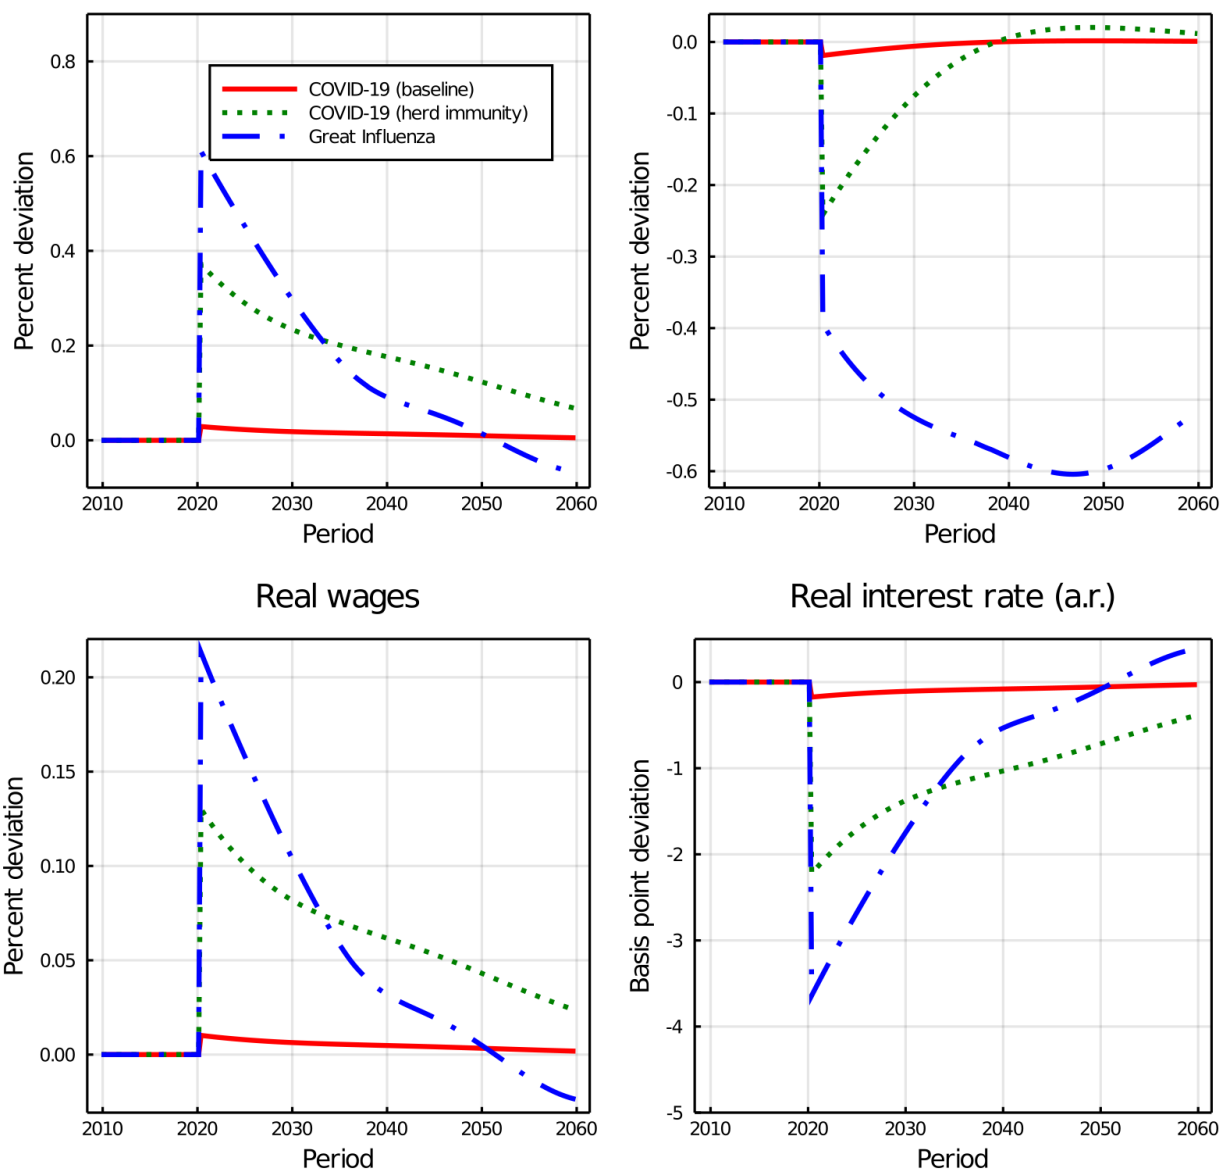 0.8
0.6
0.4
0.2
0.0
Percent deviation
COVID-19 (baseline)
COVID-19 (herd immunity)
Great Influenza
2010 2020 2030 2040 2050 2060
Period
0.0
-0.1
-0.2
-0.3
-0.4
-0.5
-0.6
Percent deviation
2010 2020 2030 2040 2050 2060
Period
Real wages
0.20
0.15
0.10
0.05
0.00
Percent deviation
2010 2020 2030 2040 2050 2060
Period
Real interest rate (a.r.)
0
-1
-2
-3
-4
-5
Basis point deviation
2010 2020 2030 2040 2050 2060
Period